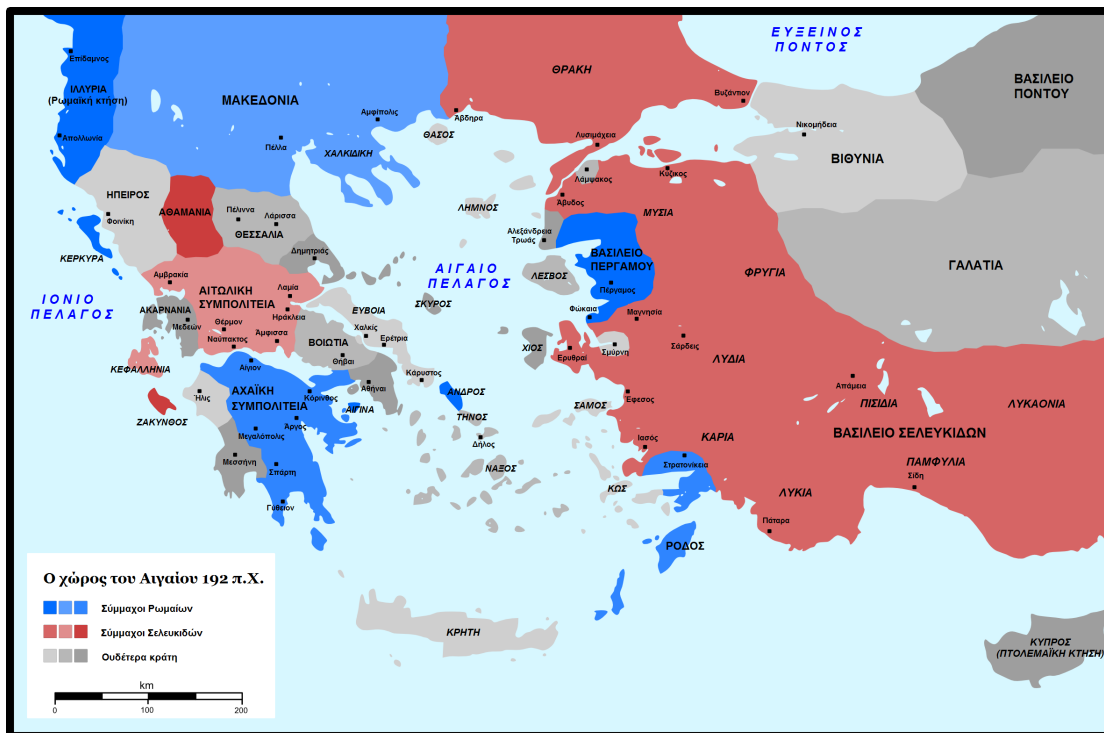 ΕΥΞΕΙΝΟΣ
ΠΟΝΤΟΣ
Επίδαμνος
ΙΛΛΥΡΙΑ
(Ρωμαϊκή κτήση)
Απολλωνία
ΜΑΚΕΔΟΝΙΑ
Πέλλα
Αμφίπολις
ΧΑΛΚΙΔΙΚΗ
Άβδηρα
ΘΑΣΟΣ
ΘΡΑΚΗ
Βυζάντιον
Λυσιμάχεια
ΒΑΣΙΛΕΙΟ
ΠΟΝΤΟΥ
Νικομήδεια
ΒΙΘΥΝΙΑ
Κύζικος
Λάμψακος
Άβυδος
ΜΥΣΙΑ
ΗΠΕΙΡΟΣ
Φοινίκη
ΑΘΑΜΑΝΙΑ
Πέλιννα
Λάρισσα
ΘΕΣΣΑΛΙΑ
Δημητριάς
ΛΗΜΝΟΣ
Αλεξάνδρεια
Τρωάς
ΒΑΣΙΛΕΙΟ
ΠΕΡΓΑΜΟΥ
Πέργαμος
ΚΕΡΚΥΡΑ
ΙΟΝΙΟ
ΠΕΛΑΓΟΣ
ΑΙΓΑΙΟ
ΠΕΛΑΓΟΣ
ΛΕΣΒΟΣ
ΦΡΥΓΙΑ
ΓΑΛΑΤΙΑ
Αμβρακία
ΑΙΤΩΛΙΚΗ
ΣΥΜΠΟΛΙΤΕΙΑ
Λαμία
Ηράκλεια
ΑΚΑΡΝΑΝΙΑ
Μεδεών
Θέρμον
Ναύπακτος
Άμφισσα
ΕΥΒΟΙΑ
Χαλκίς
Ερέτρια
ΣΚΥΡΟΣ
Φώκαια
Μαγνησία
ΒΟΙΩΤΙΑ
Θήβαι
ΧΙΟΣ
Ερυθραί
Σμύρνη
Σάρδεις
ΛΥΔΙΑ
ΚΕΦΑΛΛΗΝΙΑ
Αίγιον
Κάρυστος
Αθήναι
Ήλις
ΑΧΑΪΚΗ
ΣΥΜΠΟΛΙΤΕΙΑ
Κόρινθος
ΑΙΓΙΝΑ
ΑΝΔΡΟΣ
Έφεσος
Απάμεια
ΠΙΣΙΔΙΑ
ΛΥΚΑΟΝΙΑ
ΖΑΚΥΝΘΟΣ
Άργος
Μεγαλόπολις
ΤΗΝΟΣ
ΣΑΜΟΣ
Δήλος
Ιασός
ΚΑΡΙΑ
ΒΑΣΙΛΕΙΟ ΣΕΛΕΥΚΙΔΩΝ
Μεσσήνη
Σπάρτη
ΝΑΞΟΣ
Στρατονίκεια
ΠΑΜΦΥΛΙΑ
Σίδη
ΚΩΣ
ΛΥΚΙΑ
Γύθειον
Πάταρα
ΡΟΔΟΣ
ΚΡΗΤΗ
ΚΥΠΡΟΣ
(ΠΤΟΛΕΜΑΪΚΗ ΚΤΗΣΗ)
Ο χώρος του Αιγαίου 192 π.Χ.
Σύμμαχοι Ρωμαίων
Σύμμαχοι Σελευκιδών
Ουδέτερα κράτη
km
0 100 200